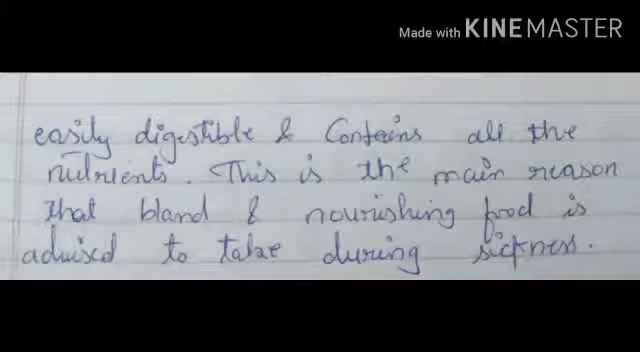 Made with KINEMASTER
easily digestible & Contains all the
nutrients. This is the main reason
that bland & nourishing food is
advised to take during sickness.